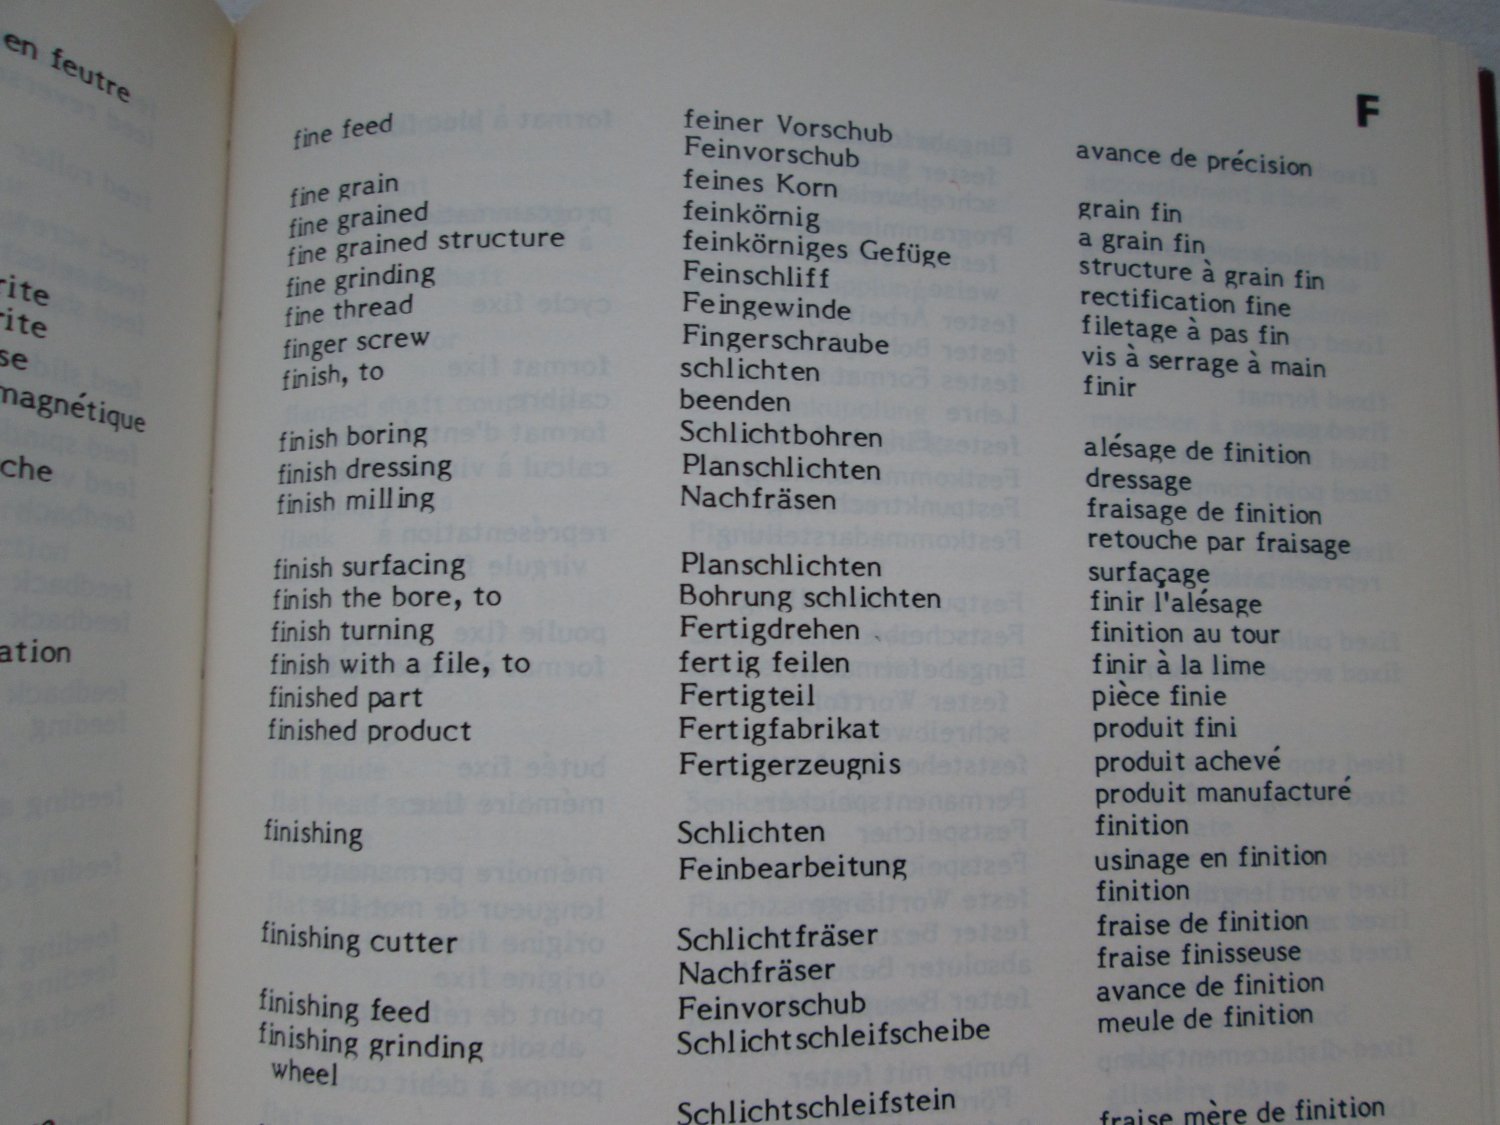 en feutre
rite
rite
se
magnétique
che
ation
F
fine feed
feiner Vorschub
Feinvorschub
avance de précision
fine grain
feines Korn
grain fin
fine grained
feinkörnig
a grain fin
fine grained structure
feinkörniges Gefüge
structure à grain fin
fine grinding
Feinschliff
rectification fine
fine thread
Feingewinde
filetage à pas fin
finger screw
Fingerschraube
vis à serrage à main
finish, to
schlichten
finir
beenden
finish boring
Schlichtbohren
alésage de finition
finish dressing
Planschlichten
dressage
finish milling
Nachfräsen
fraisage de finition
retouche par fraisage
finish surfacing
Planschlichten
surfaçage
finish the bore, to
Bohrung schlichten
finir l'alésage
finish turning
Fertigdrehen
finition au tour
finish with a file, to
fertig feilen
finir à la lime
finished part
Fertigteil
pièce finie
finished product
Fertigfabrikat
produit fini
Fertigerzeugnis
produit achevé
produit manufacturé
finishing
Schlichten
finition
Feinbearbeitung
usinage en finition
finition
finishing cutter
Schlichtfräser
fraise de finition
Nachfräser
fraise finisseuse
finishing feed
Feinvorschub
avance de finition
finishing grinding
wheel
Schlichtschleifscheibe
meule de finition
Schlichtschleifstein
fraise mère de finition